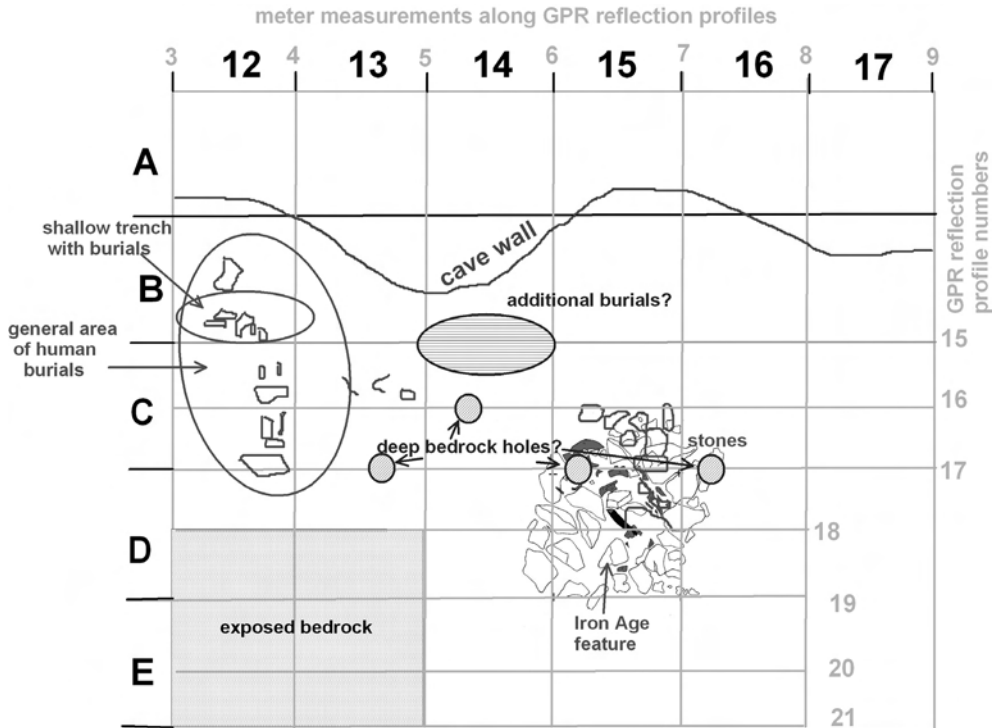 meter measurements along GPR reflection profiles
3 4 5 6 7 8 9
12 13 14 15 16 17
A
B
C
D
E
shallow trench
with burials
general area
of human
burials
cave wall
additional burials?
deep bedrock holes?
stones
exposed bedrock
Iron Age
feature
GPR reflection
profile numbers
15
16
17
18
19
20
21